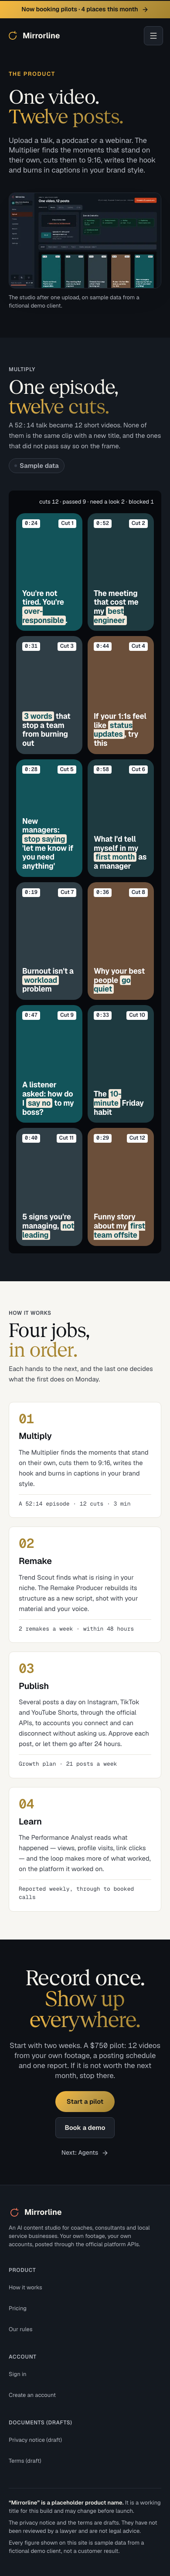 Now booking pilots · 4 places this month →
Mirrorline
THE PRODUCT
One video.
Twelve posts.
Upload a talk, a podcast or a webinar. The
Multiplier finds the moments that stand on
their own, cuts them to 9:16, writes the hook
and burns in captions in your brand style.
One video, 12 posts
The studio after one upload, on sample data from a
fictional demo client.
MULTIPLY
One episode,
twelve cuts.
A 52:14 talk became 12 short videos. None of
them is the same clip with a new title, and the ones
that did not pass say so on the frame.
Sample data
cuts 12 · passed 9 · need a look 2 · blocked 1
0:24 Cut 1
You're not
tired. You're
over-
responsible.
0:52 Cut 2
The meeting
that cost me
my best
engineer
0:31 Cut 3
3 words that
stop a team
from burning
out
0:44 Cut 4
If your 1:1s feel
like status
updates, try
this
0:28 Cut 5
New
managers:
stop saying
'let me know if
you need
anything'
0:58 Cut 6
What I'd tell
myself in my
first month as
a manager
0:19 Cut 7
Burnout isn't a
workload
problem
0:36 Cut 8
Why your best
people go
quiet
0:47 Cut 9
A listener
asked: how do
I say no to my
boss?
0:33 Cut 10
The 10-
minute Friday
habit
0:40 Cut 11
5 signs you're
managing, not
leading
0:29 Cut 12
Funny story
about my first
team offsite
HOW IT WORKS
Four jobs,
in order.
Each hands to the next, and the last one decides
what the first does on Monday.
01
Multiply
The Multiplier finds the moments that stand
on their own, cuts them to 9:16, writes the
hook and burns in captions in your brand
style.
A 52:14 episode · 12 cuts · 3 min
02
Remake
Trend Scout finds what is rising in your
niche. The Remake Producer rebuilds its
structure as a new script, shot with your
material and your voice.
2 remakes a week · within 48 hours
03
Publish
Several posts a day on Instagram, TikTok
and YouTube Shorts, through the official
APIs, to accounts you connect and can
disconnect without asking us. Approve each
post, or let them go after 24 hours.
Growth plan · 21 posts a week
04
Learn
The Performance Analyst reads what
happened — views, profile visits, link clicks
— and the loop makes more of what worked,
on the platform it worked on.
Reported weekly, through to booked
calls
Record once.
Show up
everywhere.
Start with two weeks. A $750 pilot: 12 videos
from your own footage, a posting schedule
and one report. If it is not worth the next
month, stop there.
Start a pilot
Book a demo
Next: Agents →
Mirrorline
An AI content studio for coaches, consultants and local
service businesses. Your own footage, your own
accounts, posted through the official platform APIs.
PRODUCT
How it works
Pricing
Our rules
ACCOUNT
Sign in
Create an account
DOCUMENTS (DRAFTS)
Privacy notice (draft)
Terms (draft)
"Mirrorline" is a placeholder product name. It is a working
title for this build and may change before launch.
The privacy notice and the terms are drafts. They have not
been reviewed by a lawyer and are not legal advice.
Every figure shown on this site is sample data from a
fictional demo client, not a customer result.